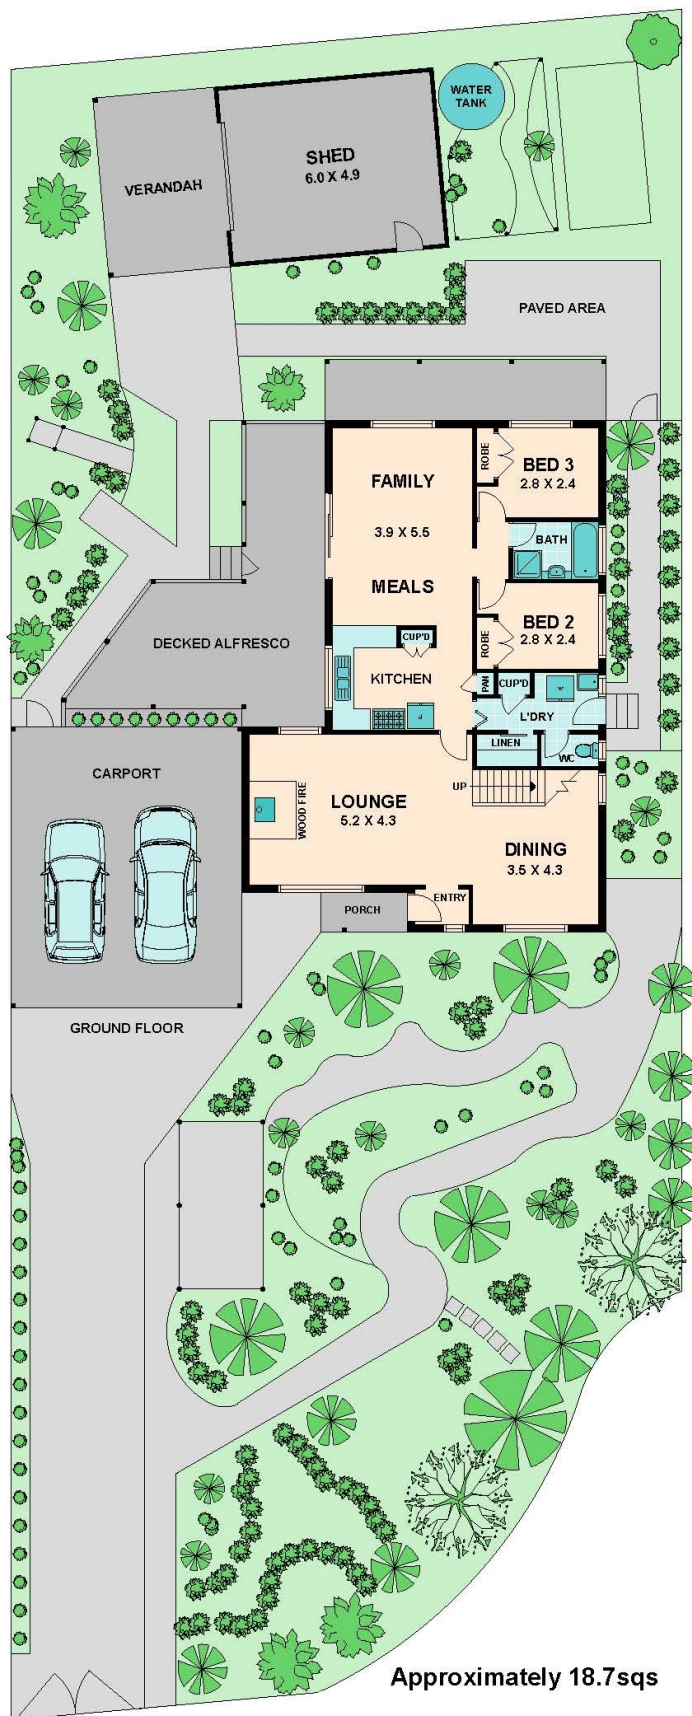 WATER
TANK
SHED
6.0 X 4.9
VERANDAH
PAVED AREA
ROBE
BED 3
2.8 X 2.4
FAMILY
3.9 X 5.5
MEALS
BATH
BED 2
2.8 X 2.4
ROBE
DECKED ALFRESCO
CUP'D
KITCHEN
PAN
CUP'D
W
L'DRY
LINEN
WC
CARPORT
WOOD FIRE
LOUNGE
5.2 X 4.3
UP
DINING
3.5 X 4.3
ENTRY
PORCH
GROUND FLOOR
Approximately 18.7sqs